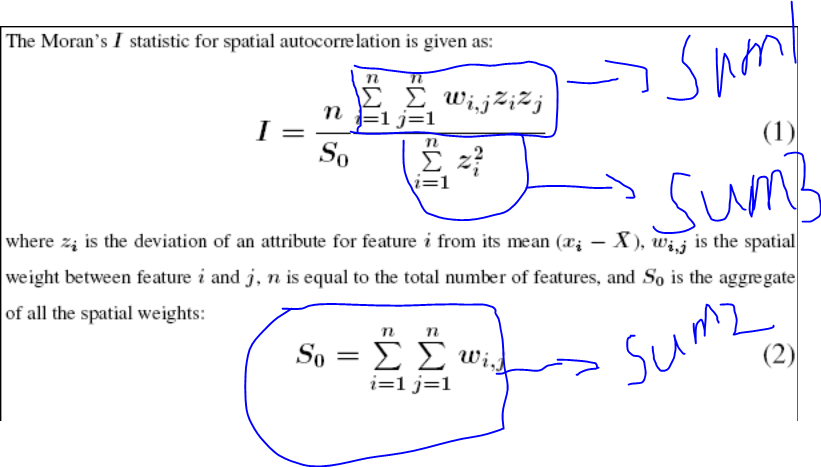 The Moran's I statistic for spatial autocorrelation is given as:
sum1
I = \frac{n}{S_0} \frac{\sum_{i=1}^{n} \sum_{j=1}^{n} w_{i,j} z_i z_j}{\sum_{i=1}^{n} z_i^2} (1)
sum3
where z_i is the deviation of an attribute for feature i from its mean (x_i − X̄), w_{i,j} is the spatial
weight between feature i and j, n is equal to the total number of features, and S_0 is the aggregate
of all the spatial weights:
S_0 = \sum_{i=1}^{n} \sum_{j=1}^{n} w_{i,j} (2)
sum2